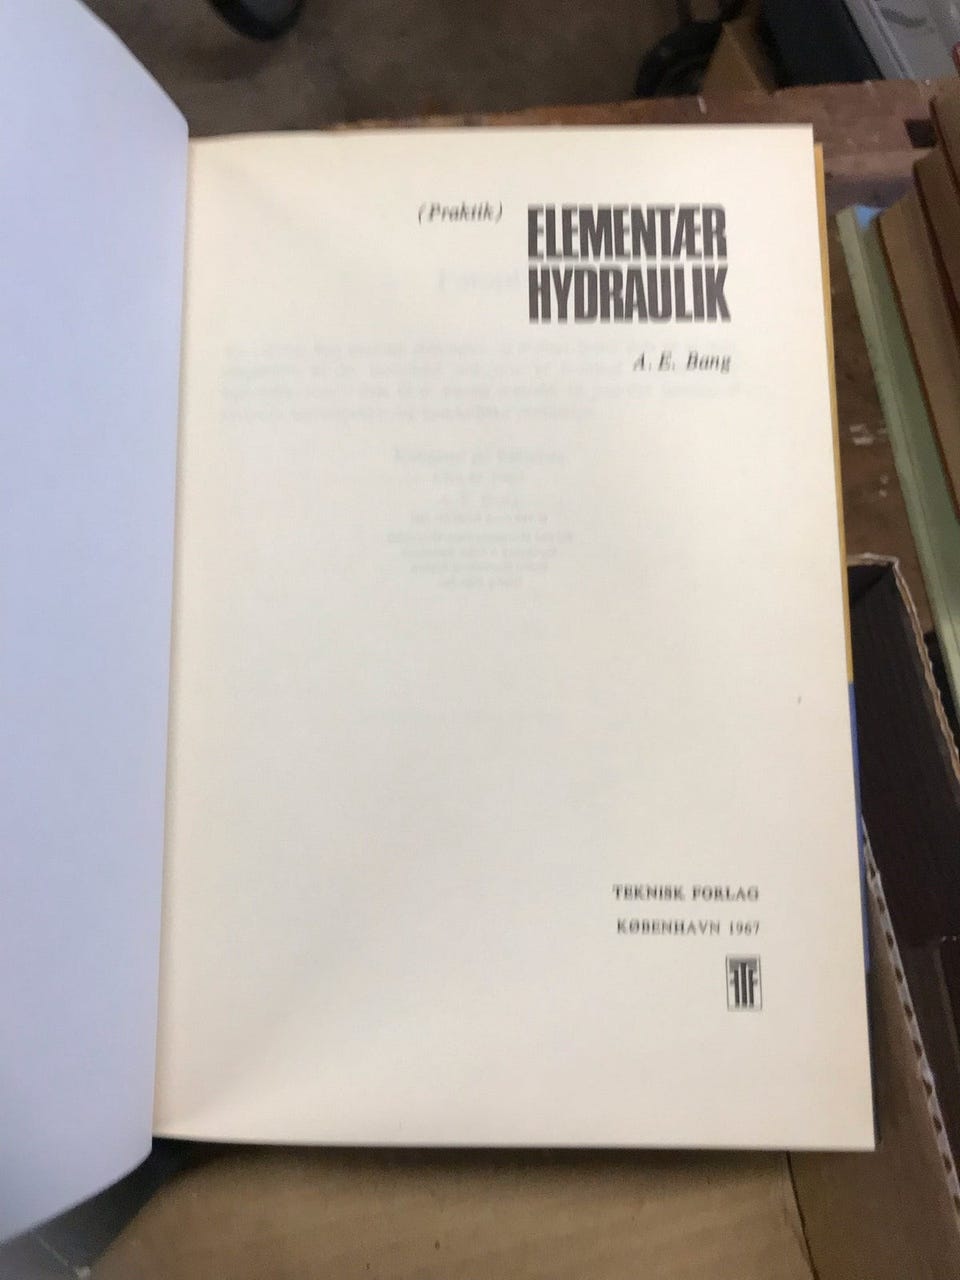 (Praktik)
ELEMENTÆR
HYDRAULIK
A. E. Bang
TEKNISK FORLAG
KØBENHAVN 1967